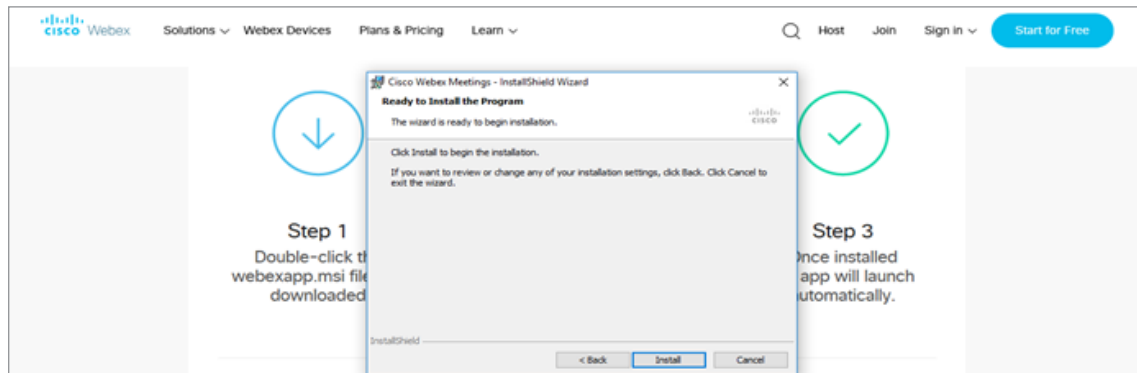 cisco Webex Solutions Webex Devices Plans & Pricing Learn Host Join Sign in Start for Free
Cisco Webex Meetings - InstallShield Wizard
Ready to Install the Program
The wizard is ready to begin installation.
CISCO
Click Install to begin the installation.
If you want to review or change any of your installation settings, click Back. Click Cancel to
exit the wizard.
InstallShield
< Back Install Cancel
Step 1
Double-click th
webexapp.msi file
downloaded
Step 3
Once installed
app will launch
automatically.